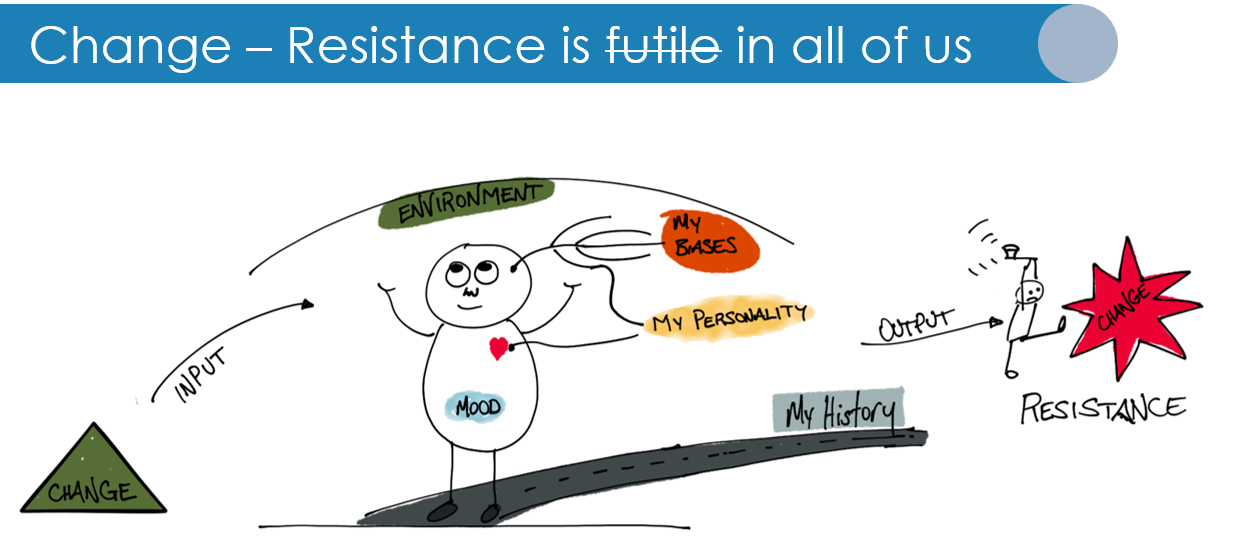 Change – Resistance is futile in all of us
ENVIRONMENT
MY
BIASES
MY PERSONALITY
INPUT
OUTPUT
CHANGE
MOOD
My History
RESISTANCE
CHANGE